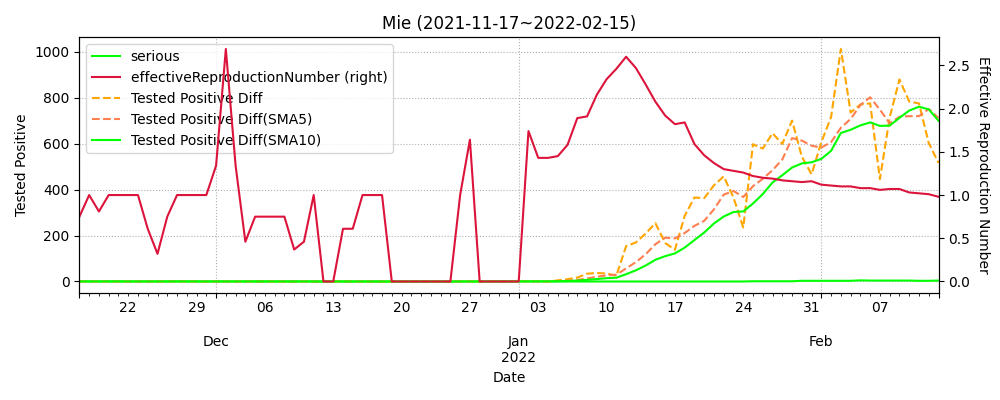 Mie (2021-11-17~2022-02-15)
serious
effectiveReproductionNumber (right)
Tested Positive Diff
Tested Positive Diff(SMA5)
Tested Positive Diff(SMA10)
Tested Positive
1000
800
600
400
200
0
Effective Reproduction Number
2.5
2.0
1.5
1.0
0.5
0.0
22 29 06 13 20 27 03 10 17 24 31 07
Dec Jan Feb
2022
Date